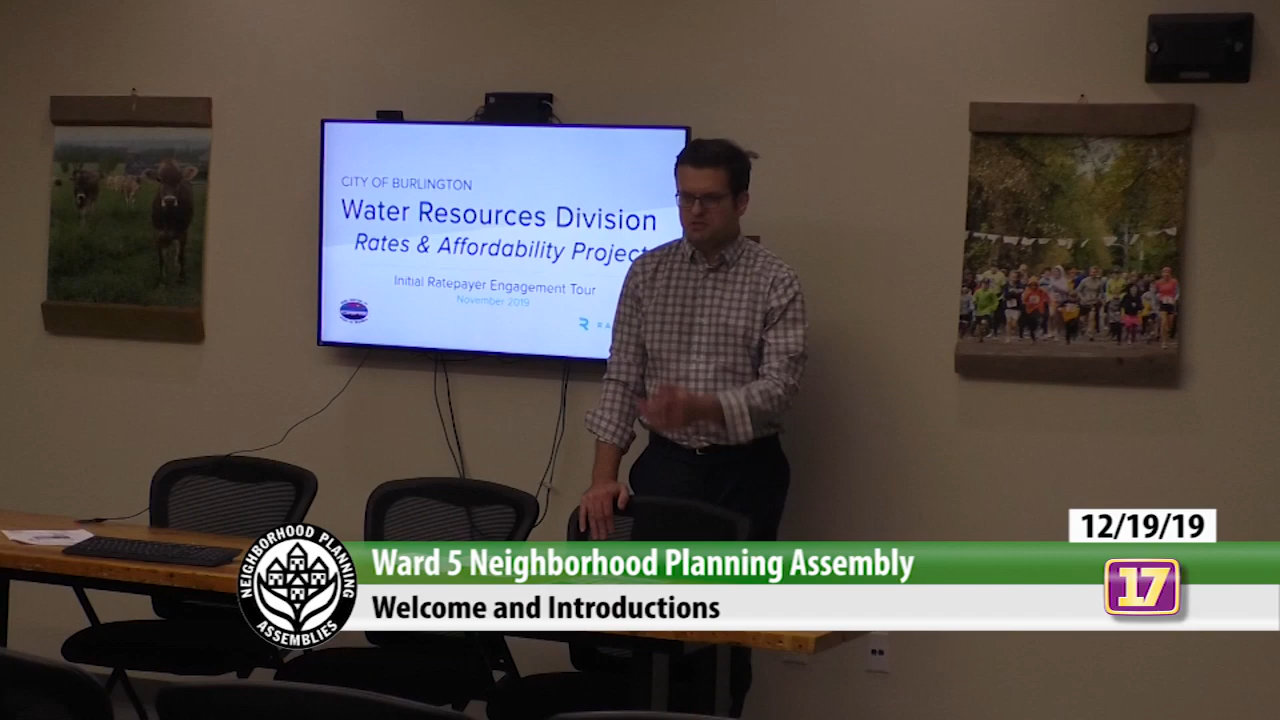 CITY OF BURLINGTON
Water Resources Division
Rates & Affordability Project
Initial Ratepayer Engagement Tour
November 2019
12/19/19
NEIGHBORHOOD PLANNING
ASSEMBLIES
Ward 5 Neighborhood Planning Assembly
Welcome and Introductions
17